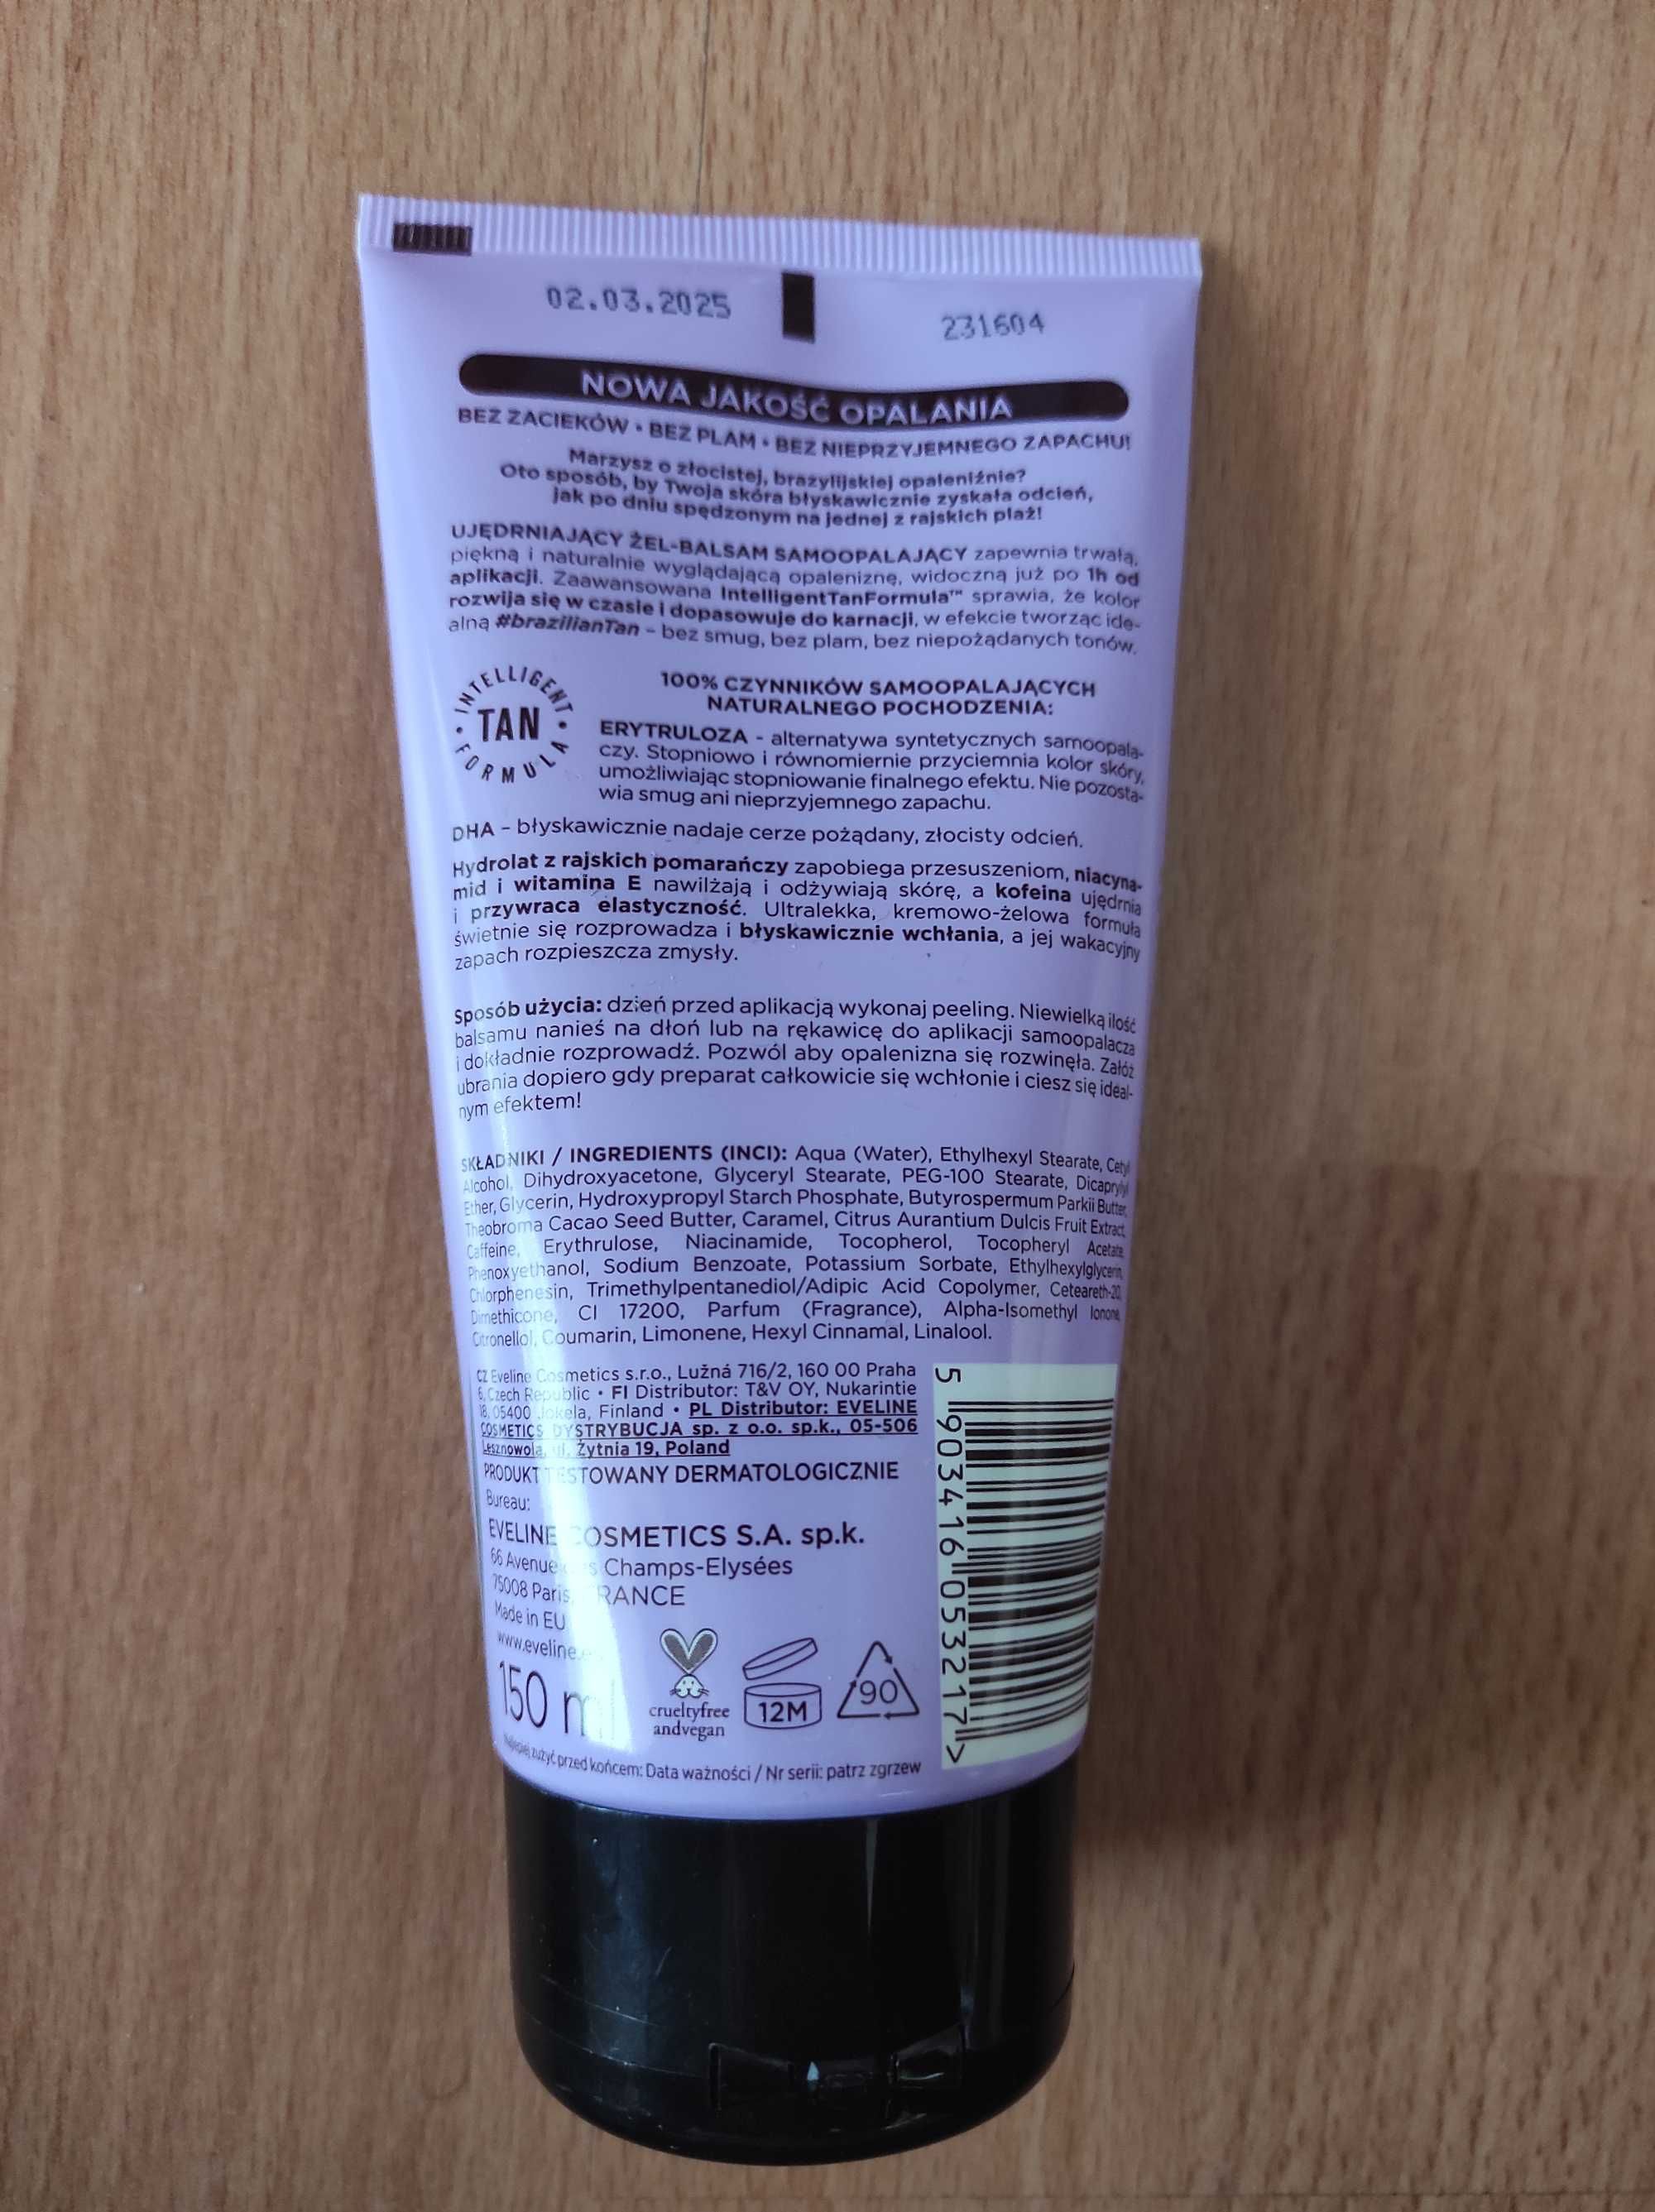 02.03.2025
231604
NOWA JAKOŚĆ OPALANIA
BEZ ZACIEKÓW • BEZ PLAM • BEZ NIEPRZYJEMNEGO ZAPACHU!
Marzysz o złocistej, brazylijskiej opaleniźnie?
Oto sposób, by Twoja skóra błyskawicznie zyskała odcień,
jak po dniu spędzonym na jednej z rajskich plaż!
UJĘDRNIAJĄCY ŻEL-BALSAM SAMOOPALAJĄCY zapewnia trwałą,
piękną i naturalnie wyglądającą opaleniznę, widoczną już po 1h od
aplikacji. Zaawansowana IntelligentTanFormula™ sprawia, że kolor
rozwija się w czasie i dopasowuje do karnacji, w efekcie tworząc ide-
alną #brazilianTan – bez smug, bez plam, bez niepożądanych tonów.
INTELLIGENT
TAN
FORMULA
100% CZYNNIKÓW SAMOOPALAJĄCYCH
NATURALNEGO POCHODZENIA:
ERYTRULOZA - alternatywa syntetycznych samoopala-
czy. Stopniowo i równomiernie przyciemnia kolor skóry,
umożliwiając stopniowanie finalnego efektu. Nie pozosta-
wia smug ani nieprzyjemnego zapachu.
DHA – błyskawicznie nadaje cerze pożądany, złocisty odcień.
Hydrolat z rajskich pomarańczy zapobiega przesuszeniom, niacyna-
mid i witamina E nawilżają i odżywiają skórę, a kofeina ujędrnia
i przywraca elastyczność. Ultralekka, kremowo-żelowa formuła
świetnie się rozprowadza i błyskawicznie wchłania, a jej wakacyjny
zapach rozpieszcza zmysły.
Sposób użycia: dzień przed aplikacją wykonaj peeling. Niewielką ilość
balsamu nanieś na dłoń lub na rękawicę do aplikacji samoopalacza
i dokładnie rozprowadź. Pozwól aby opalenizna się rozwinęła. Załóż
ubrania dopiero gdy preparat całkowicie się wchłonie i ciesz się ideal-
nym efektem!
SKŁADNIKI / INGREDIENTS (INCI): Aqua (Water), Ethylhexyl Stearate, Cetyl
Alcohol, Dihydroxyacetone, Glyceryl Stearate, PEG-100 Stearate, Dicaprylyl
Ether, Glycerin, Hydroxypropyl Starch Phosphate, Butyrospermum Parkii Butter,
Theobroma Cacao Seed Butter, Caramel, Citrus Aurantium Dulcis Fruit Extract,
Caffeine, Erythrulose, Niacinamide, Tocopherol, Tocopheryl Acetate,
Phenoxyethanol, Sodium Benzoate, Potassium Sorbate, Ethylhexylglycerin,
Chlorphenesin, Trimethylpentanediol/Adipic Acid Copolymer, Ceteareth-20,
Dimethicone, CI 17200, Parfum (Fragrance), Alpha-Isomethyl Ionone,
Citronellol, Coumarin, Limonene, Hexyl Cinnamal, Linalool.
CZ Eveline Cosmetics s.r.o., Lužná 716/2, 160 00 Praha
6, Czech Republic • FI Distributor: T&V OY, Nukarintie
18, 05400 Jokela, Finland • PL Distributor: EVELINE
COSMETICS DYSTRYBUCJA sp. z o.o. sp.k., 05-506
Lesznowola, ul. Żytnia 19, Poland
PRODUKT TESTOWANY DERMATOLOGICZNIE
Bureau:
EVELINE COSMETICS S.A. sp.k.
66 Avenue Champs-Elysées
75008 Paris, FRANCE
Made in EU
www.eveline.
150 ml
crueltyfree
andvegan
12M
90
5 903416 053217 >
Najlepiej zużyć przed końcem: Data ważności / Nr serii: patrz zgrzew